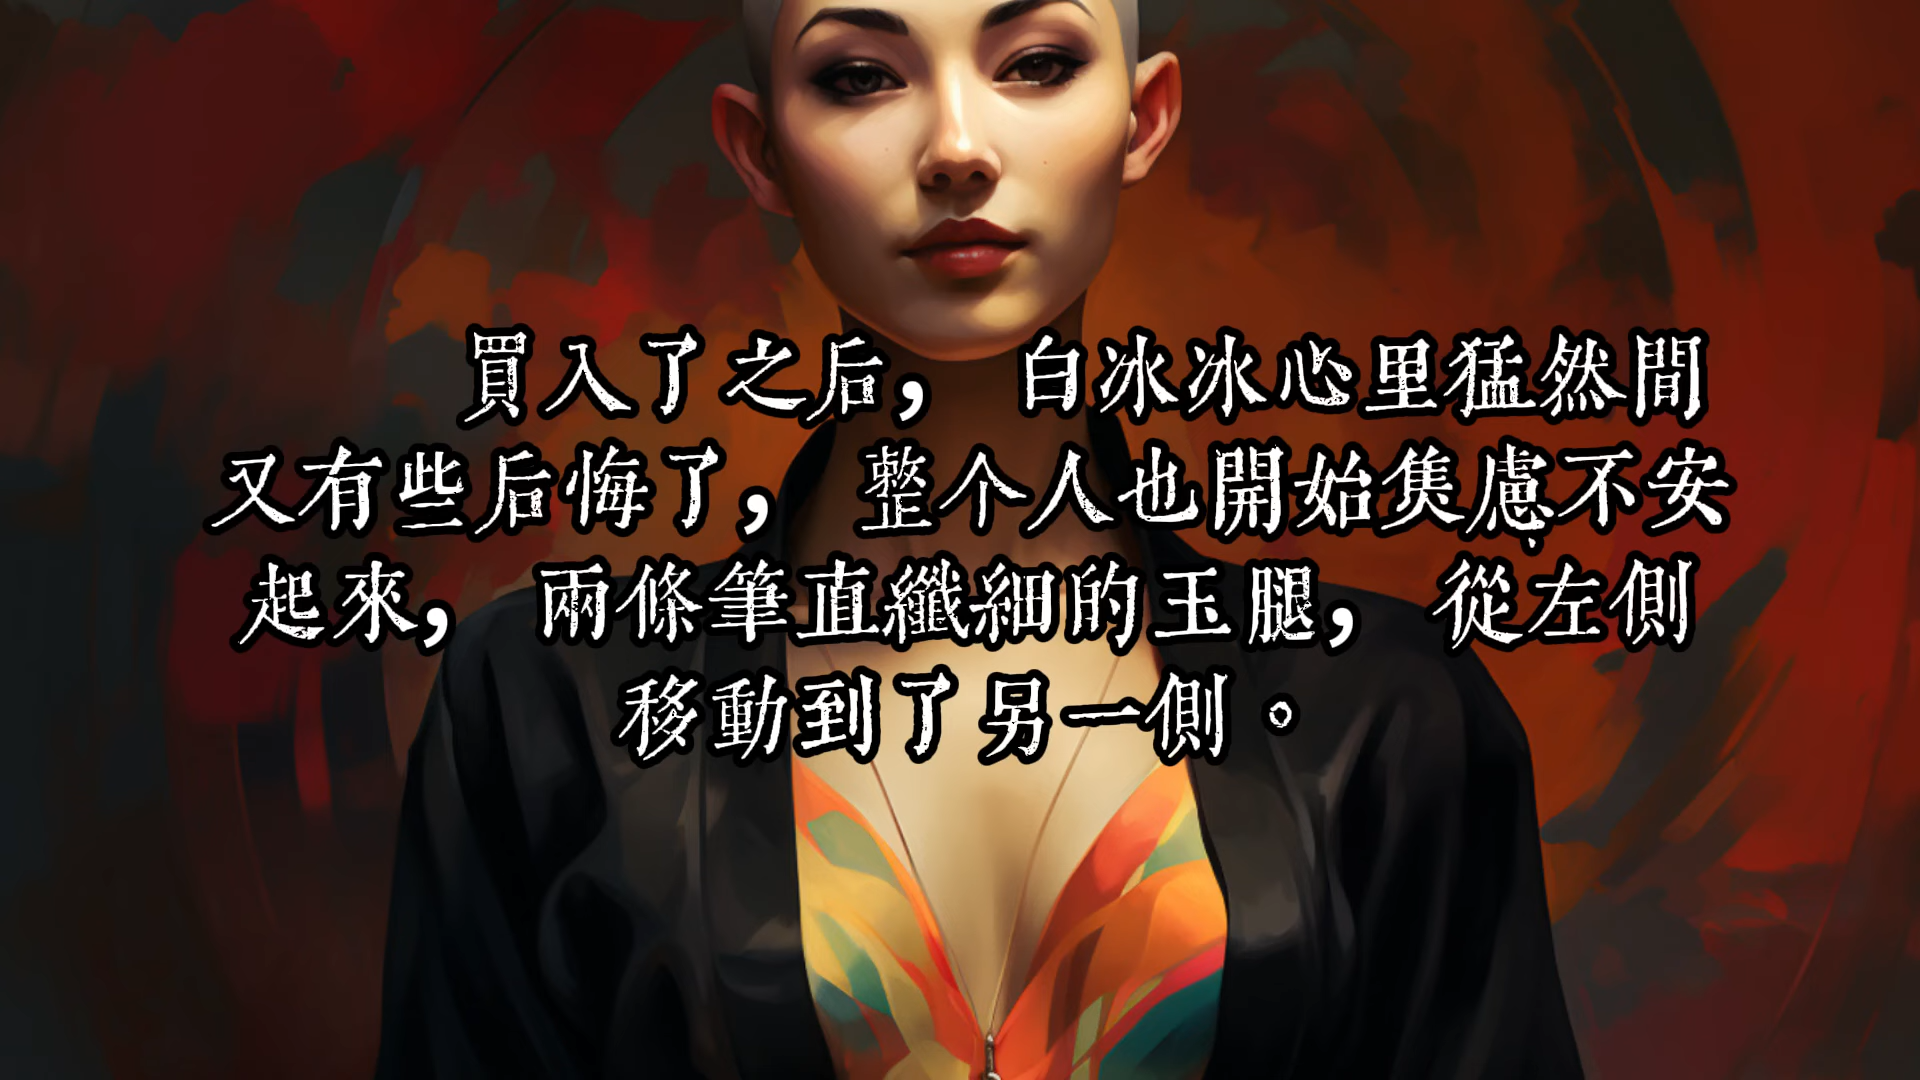 買入了之后，白冰冰心里猛然間
又有些后悔了，整个人也開始焦慮不安
起來，兩條筆直纖細的玉腿，從左側
移動到了另一側。